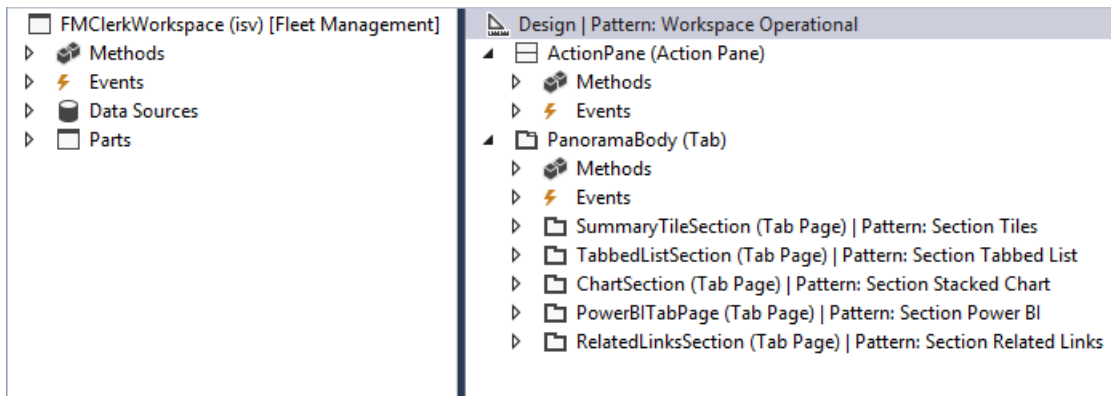 FMClerkWorkspace (isv) [Fleet Management]
Methods
Events
Data Sources
Parts
Design | Pattern: Workspace Operational
ActionPane (Action Pane)
Methods
Events
PanoramaBody (Tab)
Methods
Events
SummaryTileSection (Tab Page) | Pattern: Section Tiles
TabbedListSection (Tab Page) | Pattern: Section Tabbed List
ChartSection (Tab Page) | Pattern: Section Stacked Chart
PowerBITabPage (Tab Page) | Pattern: Section Power BI
RelatedLinksSection (Tab Page) | Pattern: Section Related Links